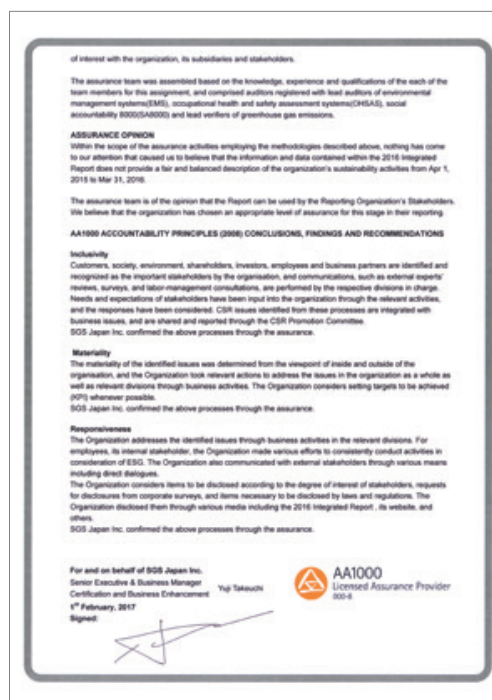 of interest with the organization, its subsidiaries and stakeholders.
The assurance team was assembled based on the knowledge, experience and qualifications of the each of the
team members for this assignment, and comprised auditors registered with lead auditors of environmental
management systems(EMS), occupational health and safety assessment systems(OHSAS), social
accountability 8000(SA8000) and lead verifiers of greenhouse gas emissions.
ASSURANCE OPINION
Within the scope of the assurance activities employing the methodologies described above, nothing has come
to our attention that caused us to believe that the information and data contained within the 2016 Integrated
Report does not provide a fair and balanced description of the organization's sustainability activities from Apr 1,
2015 to Mar 31, 2016.
The assurance team is of the opinion that the Report can be used by the Reporting Organization's Stakeholders.
We believe that the organization has chosen an appropriate level of assurance for this stage in their reporting.
AA1000 ACCOUNTABILITY PRINCIPLES (2008) CONCLUSIONS, FINDINGS AND RECOMMENDATIONS
Inclusivity
Customers, society, environment, shareholders, investors, employees and business partners are identified and
recognized as the important stakeholders by the organisation, and communications, such as external experts'
reviews, surveys, and labor-management consultations, are performed by the respective divisions in charge.
Needs and expectations of stakeholders have been input into the organization through the relevant activities,
and the responses have been considered. CSR issues identified from these processes are integrated with
business issues, and are shared and reported through the CSR Promotion Committee.
SGS Japan Inc. confirmed the above processes through the assurance.
Materiality
The materiality of the identified issues was determined from the viewpoint of inside and outside of the
organisation, and the Organization took relevant actions to address the issues in the organization as a whole as
well as relevant divisions through business activities. The Organization considers setting targets to be achieved
(KPI) whenever possible.
SGS Japan Inc. confirmed the above processes through the assurance.
Responsiveness
The Organization addresses the identified issues through business activities in the relevant divisions. For
employees, its internal stakeholder, the Organization made various efforts to consistently conduct activities in
consideration of ESG. The Organization also communicated with external stakeholders through various means
including direct dialogues.
The Organization considers items to be disclosed according to the degree of interest of stakeholders, requests
for disclosures from corporate surveys, and items necessary to be disclosed by laws and regulations. The
Organization disclosed them through various media including the 2016 Integrated Report , its website, and
others.
SGS Japan Inc. confirmed the above processes through the assurance.
For and on behalf of SGS Japan Inc.
Senior Executive & Business Manager
Certification and Business Enhancement Yuji Takeuchi
1st February, 2017
Signed:
AA1000
Licensed Assurance Provider
000-8